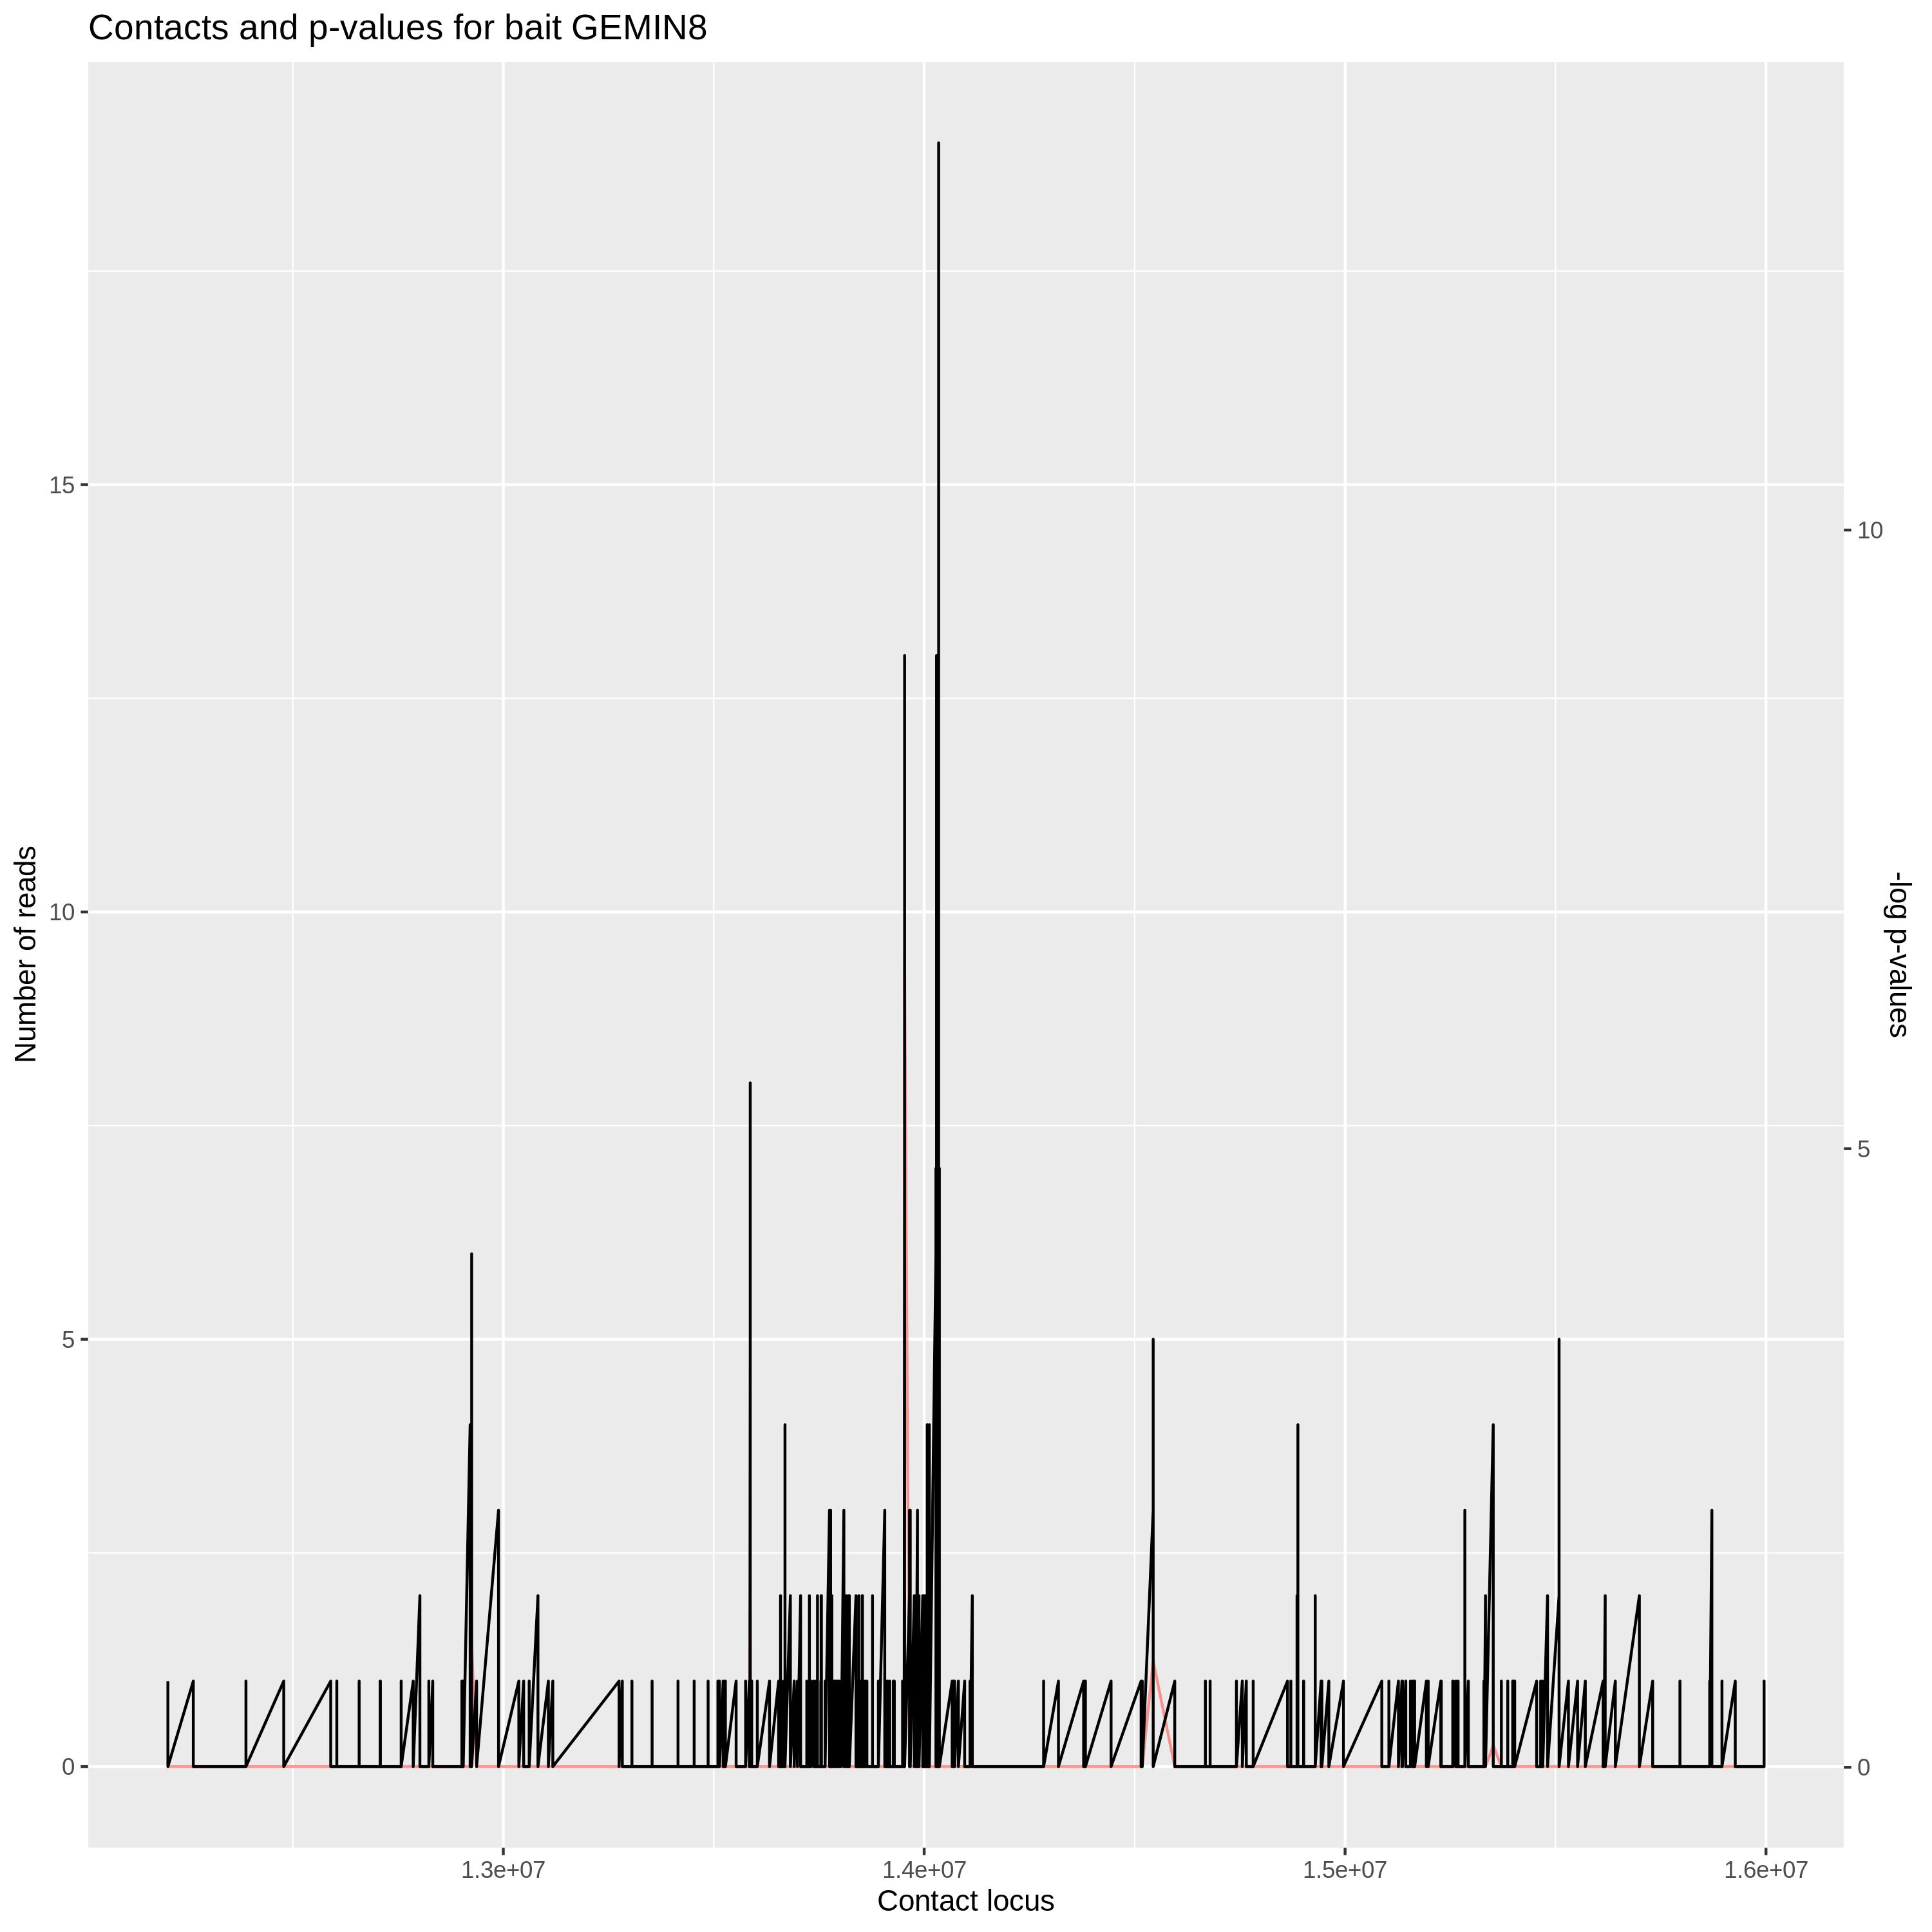 Contacts and p-values for bait GEMIN8
15
10
5
0
Number of reads
10
5
0
-log p-values
1.3e+07
1.4e+07
1.5e+07
1.6e+07
Contact locus